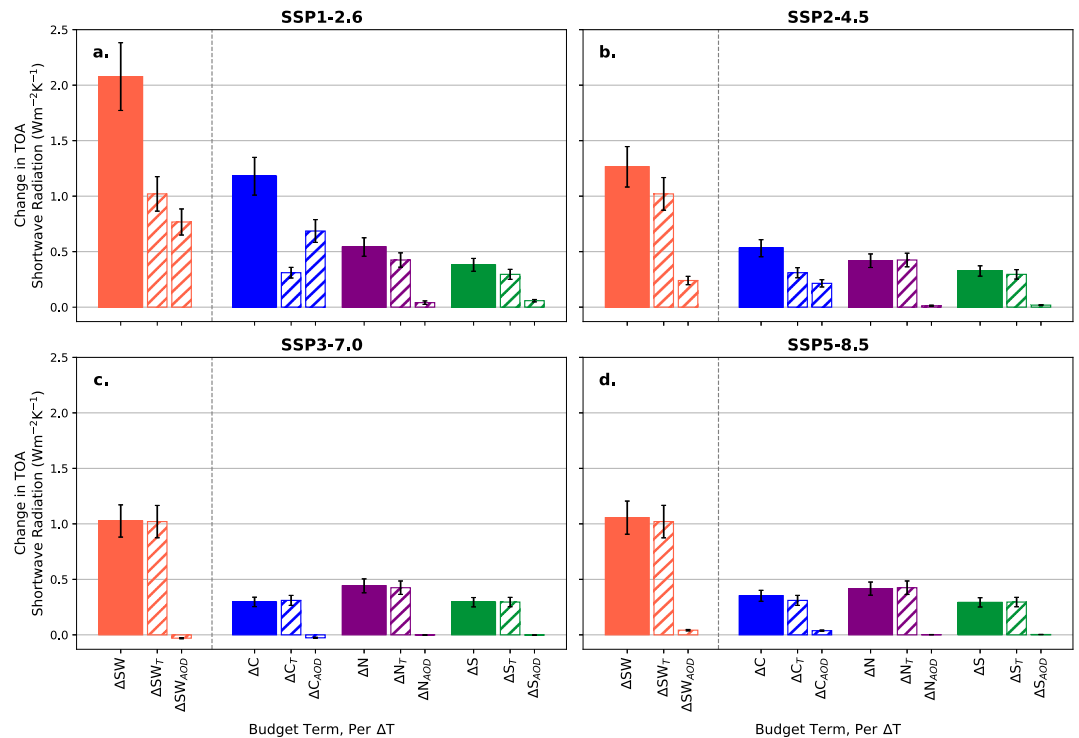 SSP1-2.6
SSP2-4.5
a.
b.
2.5
2.0
1.5
1.0
0.5
0.0
Change in TOA
Shortwave Radiation (Wm⁻²K⁻¹)
SSP3-7.0
SSP5-8.5
c.
d.
2.5
2.0
1.5
1.0
0.5
0.0
Change in TOA
Shortwave Radiation (Wm⁻²K⁻¹)
ΔSW
ΔSW_T
ΔSW_AOD
ΔC
ΔC_T
ΔC_AOD
ΔN
ΔN_T
ΔN_AOD
ΔS
ΔS_T
ΔS_AOD
ΔSW
ΔSW_T
ΔSW_AOD
ΔC
ΔC_T
ΔC_AOD
ΔN
ΔN_T
ΔN_AOD
ΔS
ΔS_T
ΔS_AOD
Budget Term, Per ΔT
Budget Term, Per ΔT